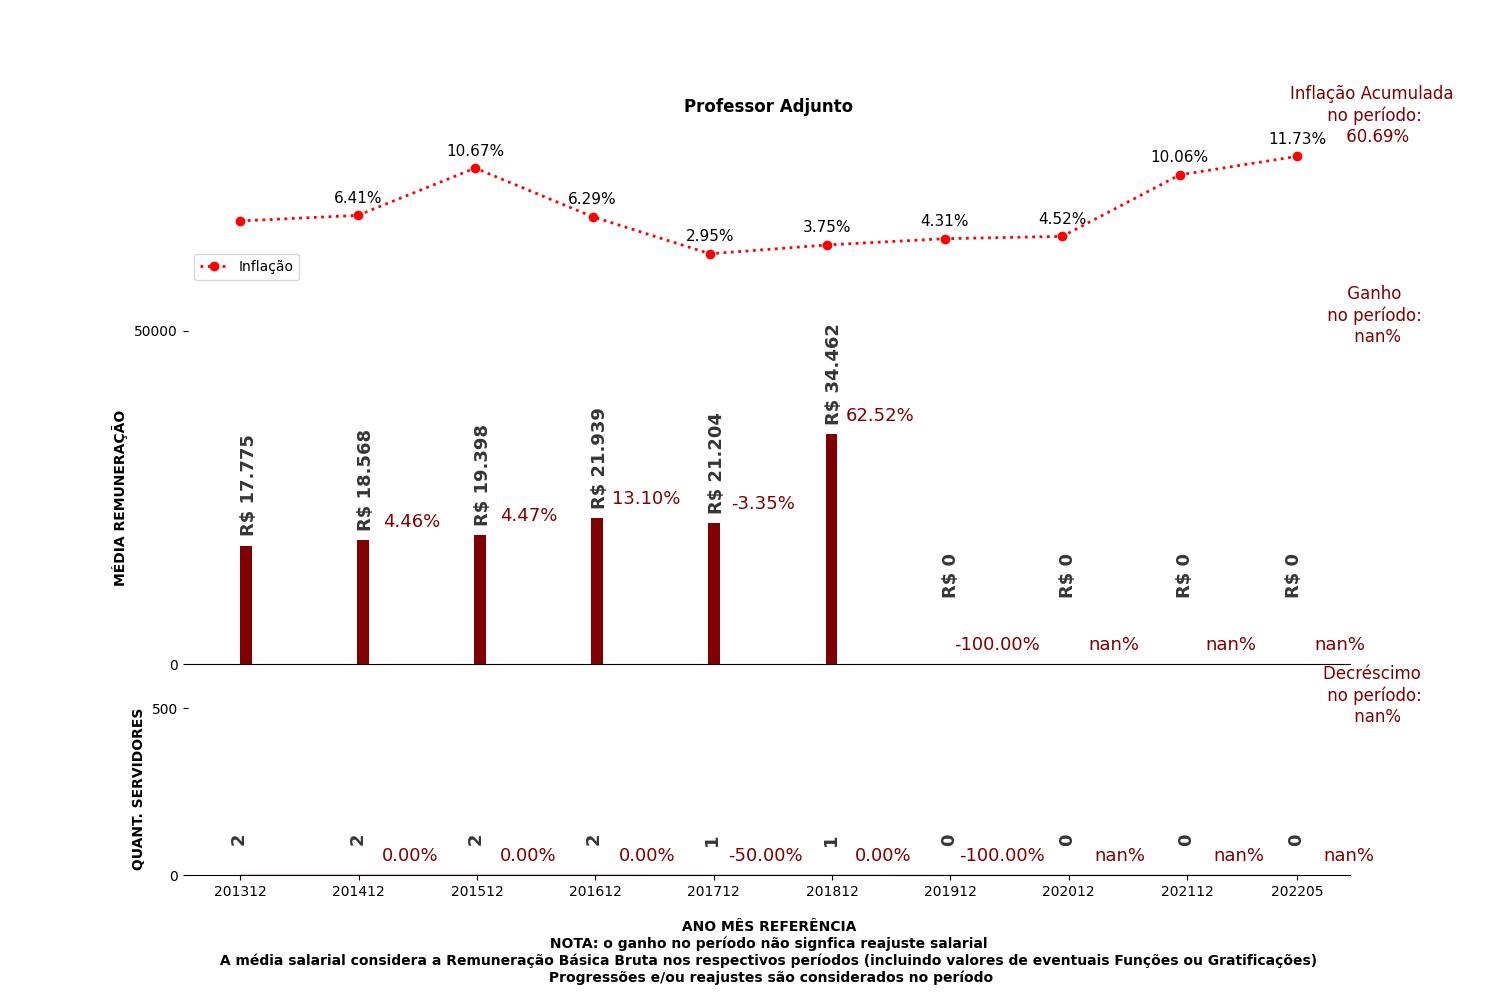 Professor Adjunto
Inflação Acumulada
no período:
60.69%
6.41%
10.67%
6.29%
2.95%
3.75%
4.31%
4.52%
10.06%
11.73%
Inflação
Ganho
no período:
nan%
MÉDIA REMUNERAÇÃO
50000
0
R$ 17.775
R$ 18.568
R$ 19.398
R$ 21.939
R$ 21.204
R$ 34.462
R$ 0
R$ 0
R$ 0
R$ 0
4.46%
4.47%
13.10%
-3.35%
62.52%
-100.00%
nan%
nan%
nan%
Decréscimo
no período:
nan%
QUANT. SERVIDORES
500
0
2
2
2
2
1
1
0
0
0
0
0.00%
0.00%
0.00%
-50.00%
0.00%
-100.00%
nan%
nan%
nan%
201312
201412
201512
201612
201712
201812
201912
202012
202112
202205
ANO MÊS REFERÊNCIA
NOTA: o ganho no período não signfica reajuste salarial
A média salarial considera a Remuneração Básica Bruta nos respectivos períodos (incluindo valores de eventuais Funções ou Gratificações)
Progressões e/ou reajustes são considerados no período